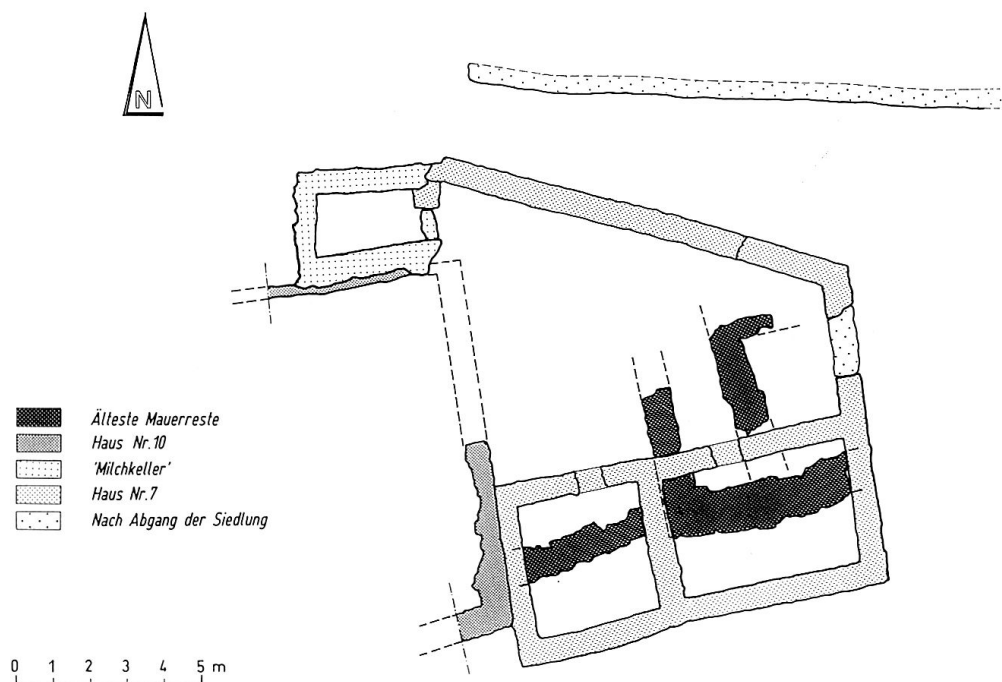 N
Älteste Mauerreste
Haus Nr. 10
'Milchkeller'
Haus Nr. 7
Nach Abgang der Siedlung
0 1 2 3 4 5 m